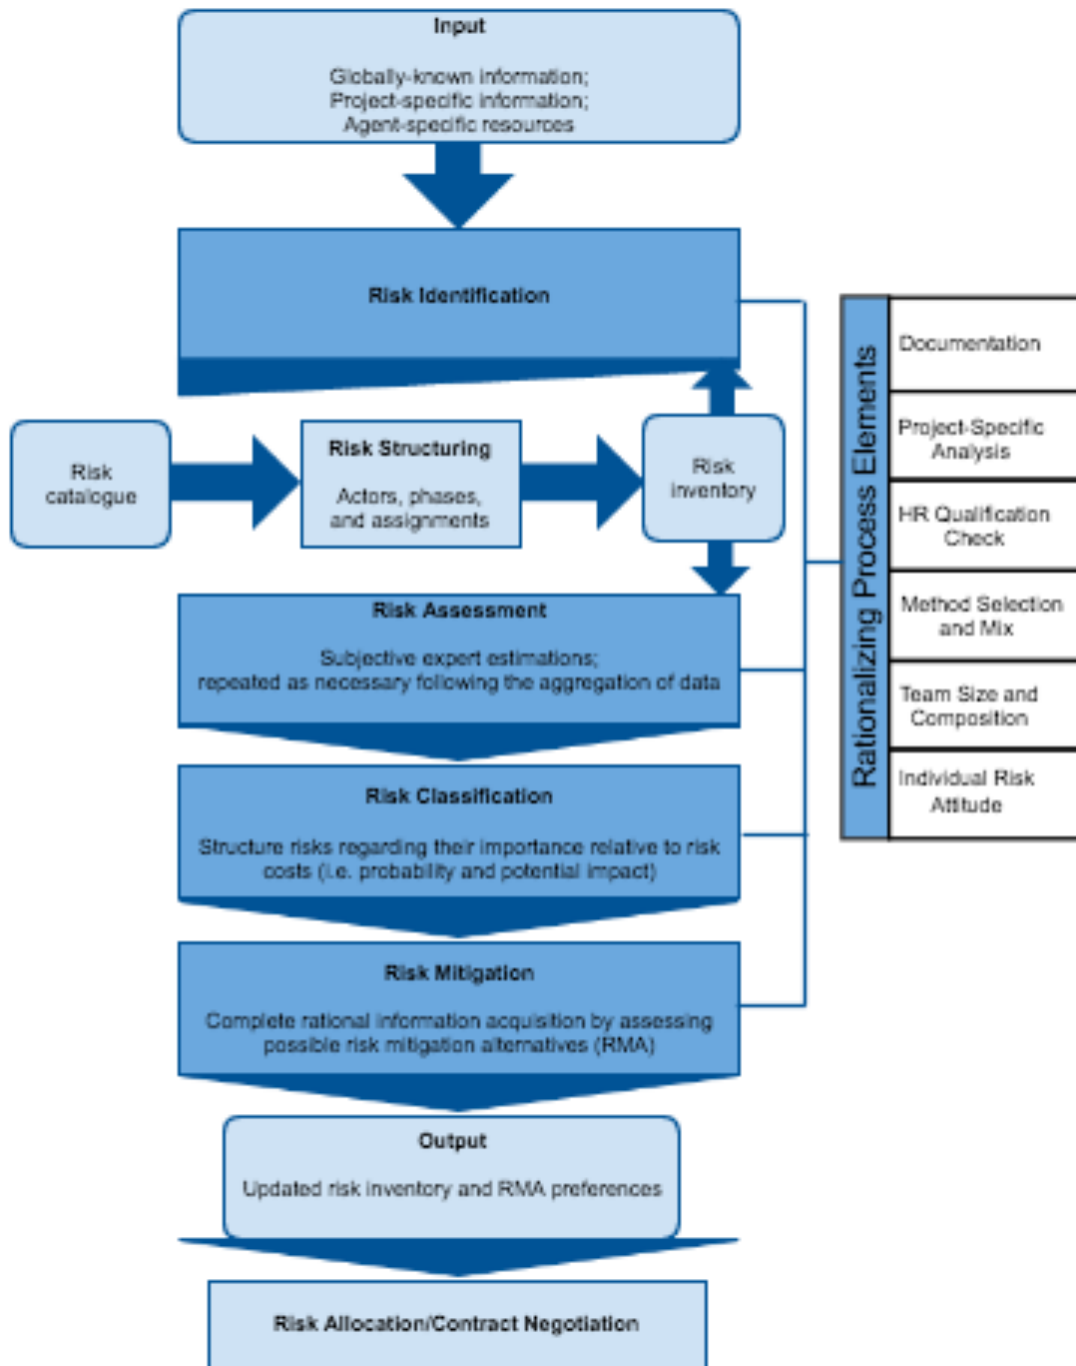 Input
Globally-known information;
Project-specific information;
Agent-specific resources
Risk Identification
Risk
catalogue
Risk Structuring
Actors, phases,
and assignments
Risk
inventory
Risk Assessment
Subjective expert estimations;
repeated as necessary following the aggregation of data
Risk Classification
Structure risks regarding their importance relative to risk
costs (i.e. probability and potential impact)
Risk Mitigation
Complete rational information acquisition by assessing
possible risk mitigation alternatives (RMA)
Output
Updated risk inventory and RMA preferences
Risk Allocation/Contract Negotiation
Rationalizing Process Elements
Documentation
Project-Specific
Analysis
HR Qualification
Check
Method Selection
and Mix
Team Size and
Composition
Individual Risk
Attitude